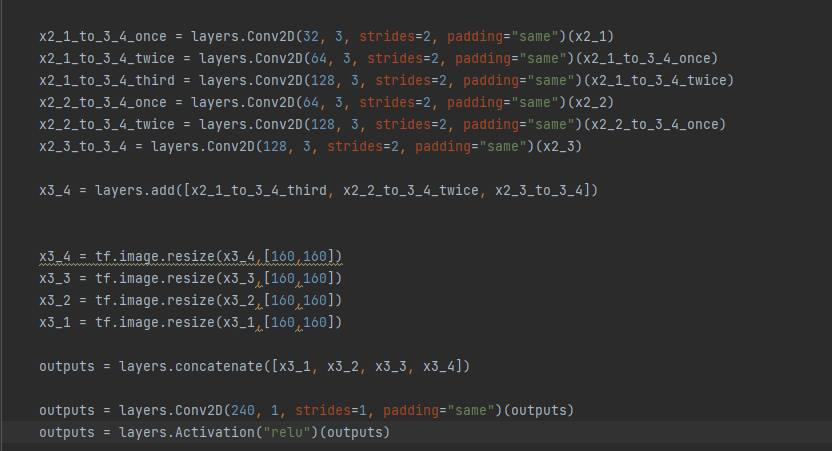 x2_1_to_3_4_once = layers.Conv2D(32, 3, strides=2, padding="same")(x2_1)
x2_1_to_3_4_twice = layers.Conv2D(64, 3, strides=2, padding="same")(x2_1_to_3_4_once)
x2_1_to_3_4_third = layers.Conv2D(128, 3, strides=2, padding="same")(x2_1_to_3_4_twice)
x2_2_to_3_4_once = layers.Conv2D(64, 3, strides=2, padding="same")(x2_2)
x2_2_to_3_4_twice = layers.Conv2D(128, 3, strides=2, padding="same")(x2_2_to_3_4_once)
x2_3_to_3_4 = layers.Conv2D(128, 3, strides=2, padding="same")(x2_3)
x3_4 = layers.add([x2_1_to_3_4_third, x2_2_to_3_4_twice, x2_3_to_3_4])
x3_4 = tf.image.resize(x3_4,[160,160])
x3_3 = tf.image.resize(x3_3,[160,160])
x3_2 = tf.image.resize(x3_2,[160,160])
x3_1 = tf.image.resize(x3_1,[160,160])
outputs = layers.concatenate([x3_1, x3_2, x3_3, x3_4])
outputs = layers.Conv2D(240, 1, strides=1, padding="same")(outputs)
outputs = layers.Activation("relu")(outputs)